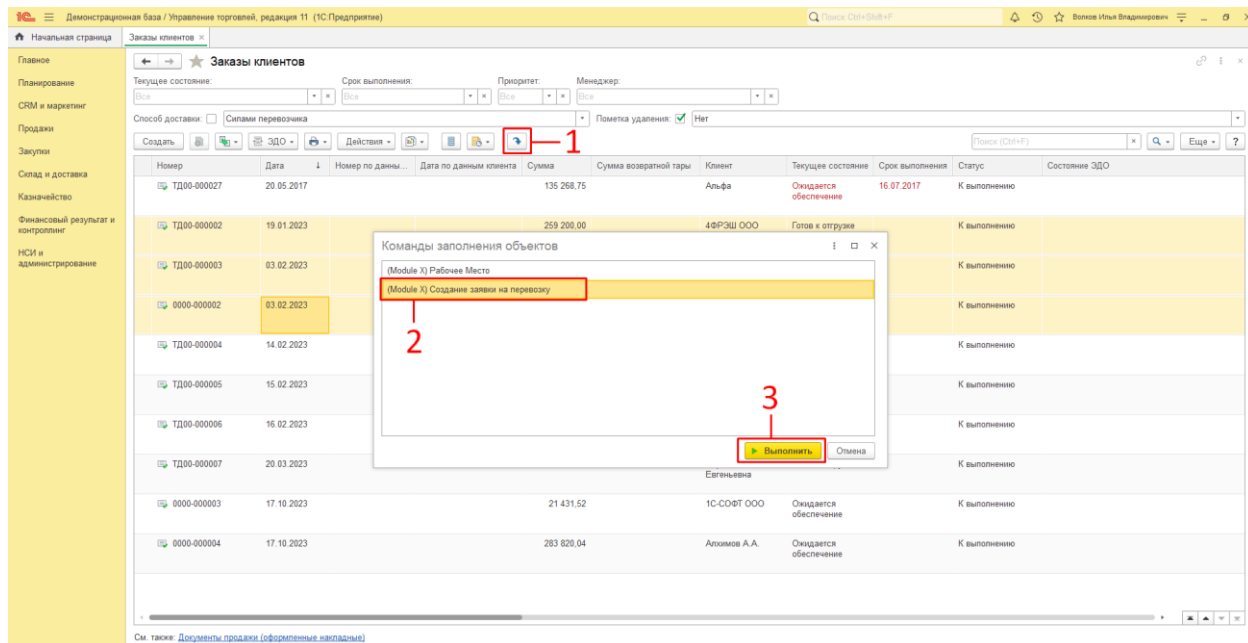 1С Демонстрационная база / Управление торговлей, редакция 11 (1С:Предприятие) Поиск Ctrl+Shift+F Волков Илья Владимирович
Начальная страница Заказы клиентов ×
Главное
Планирование
CRM и маркетинг
Продажи
Закупки
Склад и доставка
Казначейство
Финансовый результат и
контроллинг
НСИ и
администрирование
Заказы клиентов
Текущее состояние: Срок выполнения: Приоритет: Менеджер:
Все Все Все Все
Способ доставки: Силами перевозчика Пометка удаления: Нет
Создать ЭДО Действия 1 Поиск (Ctrl+F) × Еще ?
Номер Дата ↓ Номер по данны... Дата по данным клиента Сумма Сумма возвратной тары Клиент Текущее состояние Срок выполнения Статус Состояние ЭДО
ТД00-000027 20.05.2017 135 268,75 Альфа Ожидается 16.07.2017 К выполнению
обеспечение
ТД00-000002 19.01.2023 259 200,00 4ФРЭШ ООО Готов к отгрузке К выполнению
ТД00-000003 03.02.2023 К выполнению
0000-000002 03.02.2023 К выполнению
ТД00-000004 14.02.2023 К выполнению
ТД00-000005 15.02.2023 К выполнению
ТД00-000006 16.02.2023 К выполнению
ТД00-000007 20.03.2023 К выполнению
Евгеньевна
0000-000003 17.10.2023 21 431,52 1С-СОФТ ООО Ожидается К выполнению
обеспечение
0000-000004 17.10.2023 283 820,04 Алхимов А.А. Ожидается К выполнению
обеспечение
Команды заполнения объектов
(Module X) Рабочее Место
(Module X) Создание заявки на перевозку
2
3
Выполнить Отмена
См. также: Документы продажи (оформленные накладные)